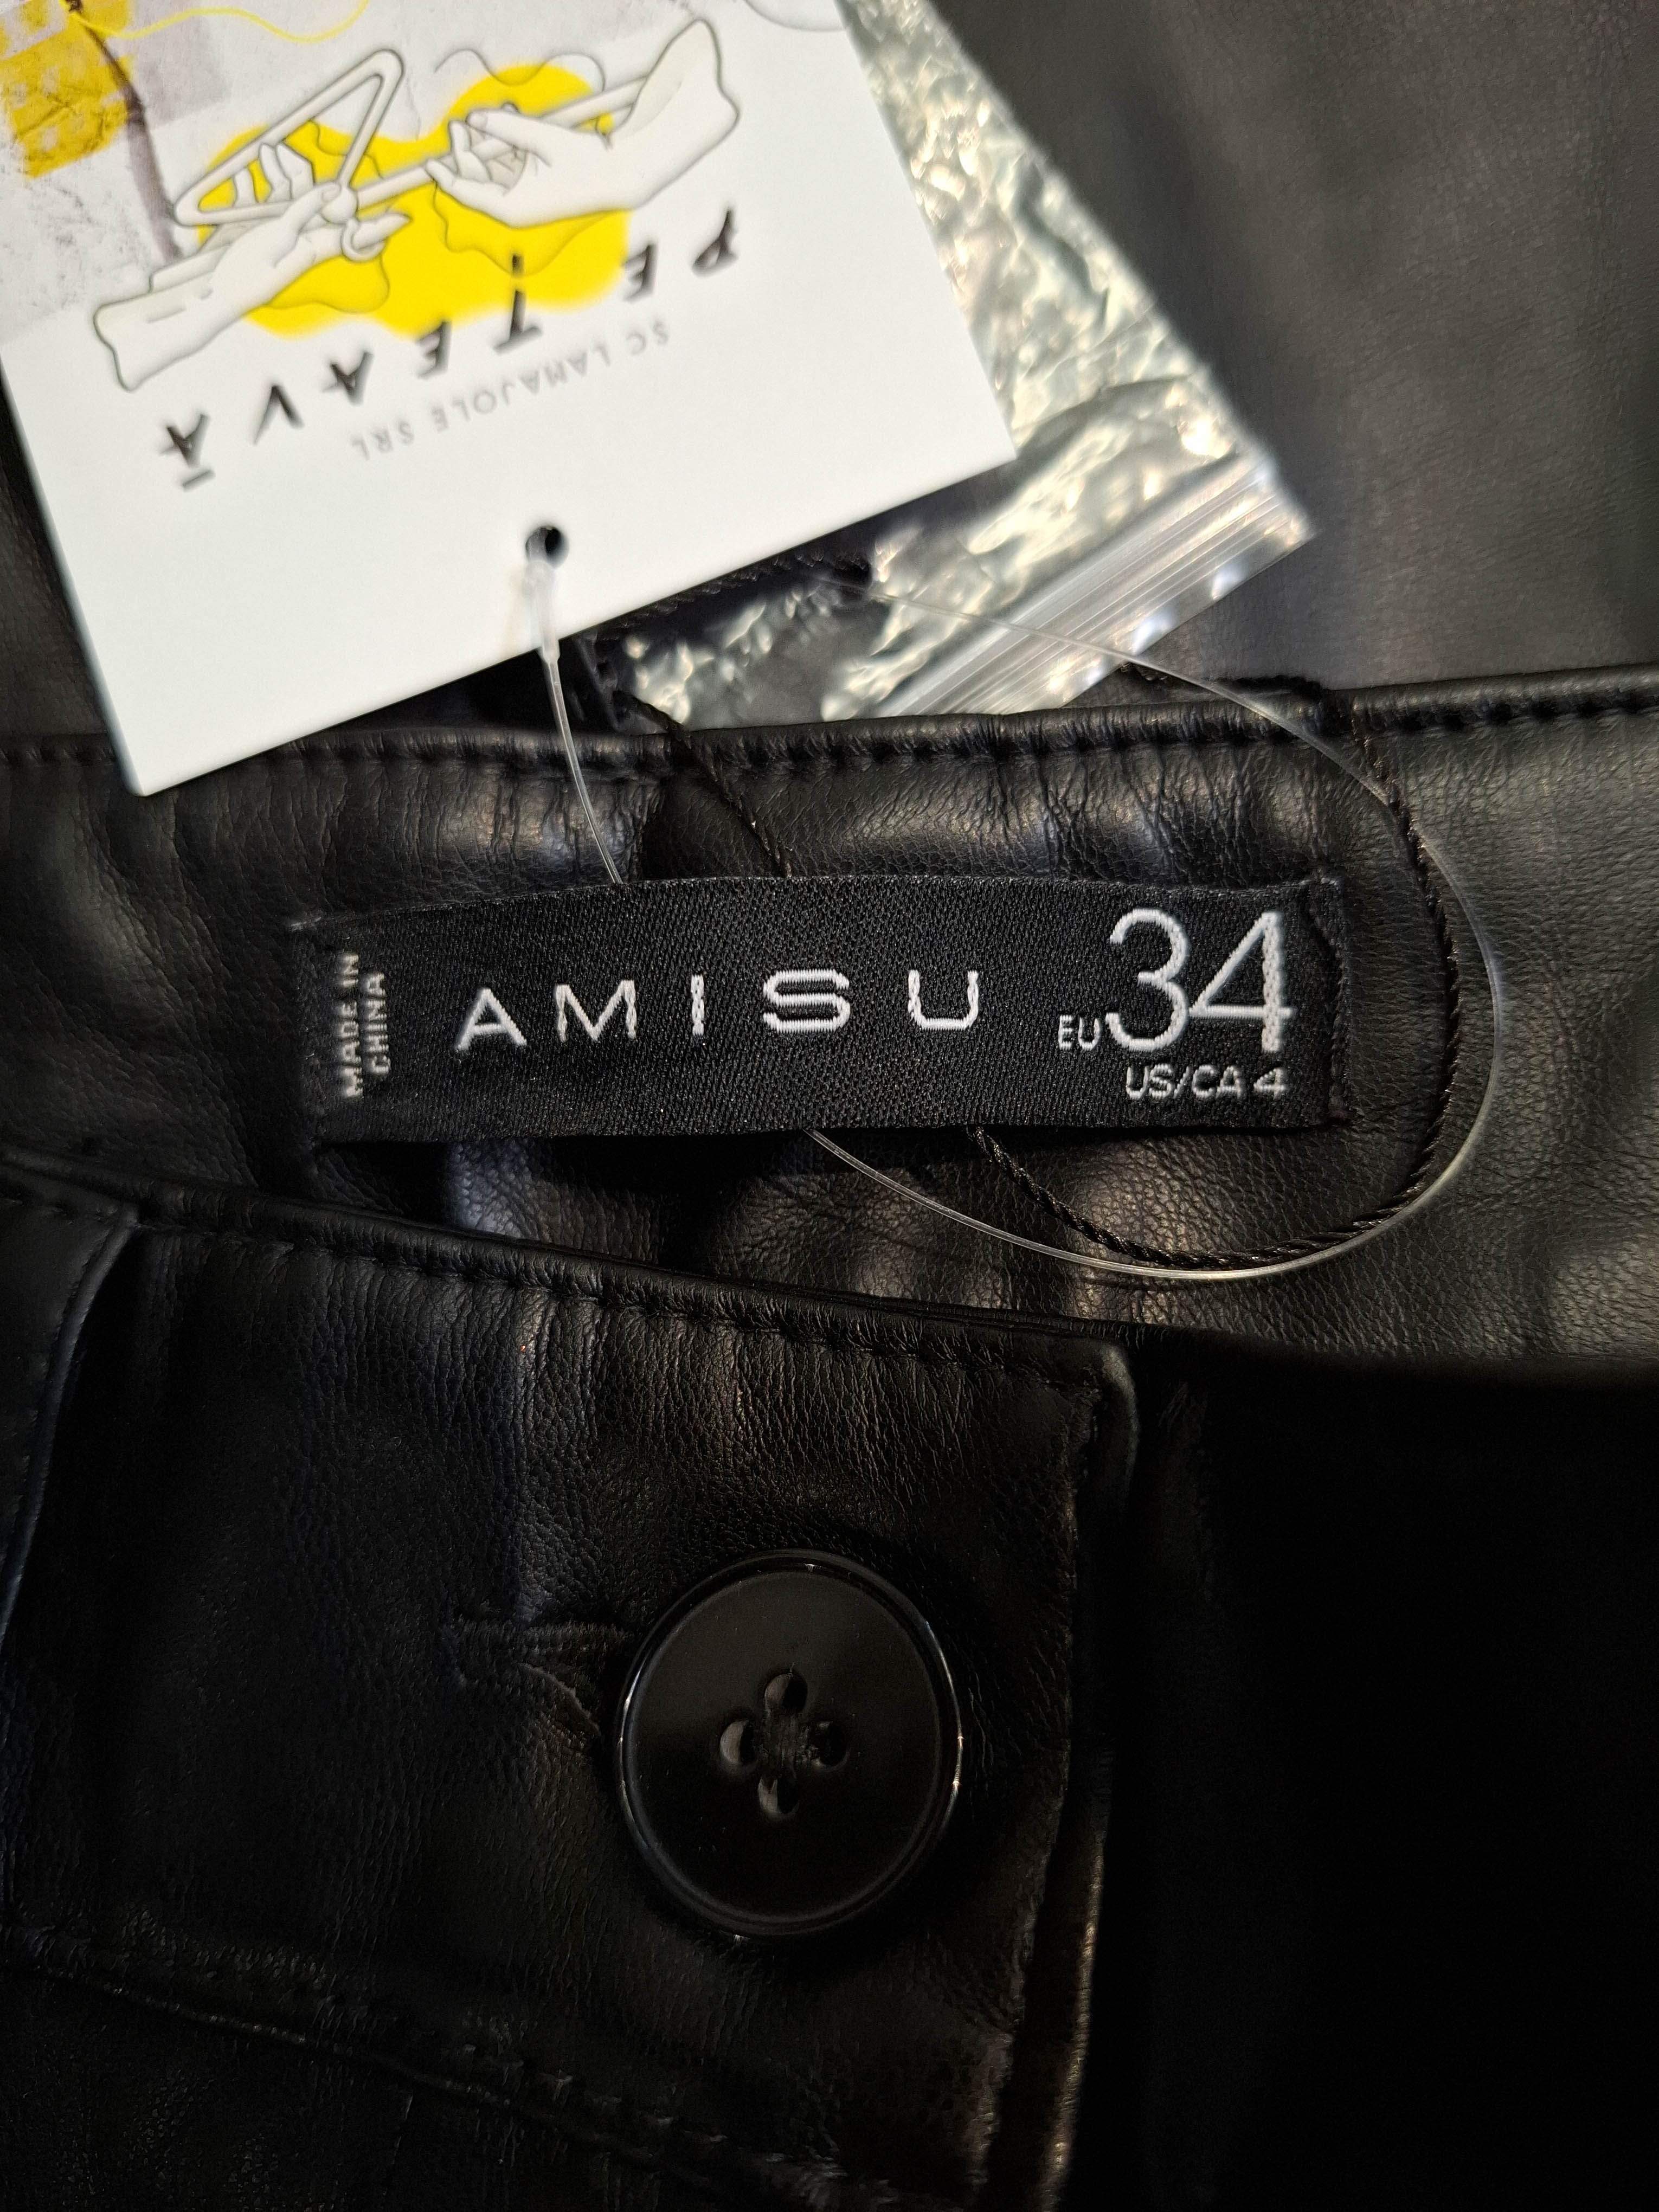 PE TEAVĂ
SC LAMAJOLE SRL
MADE IN
CHINA
AMISU
EU 34
US/CA 4